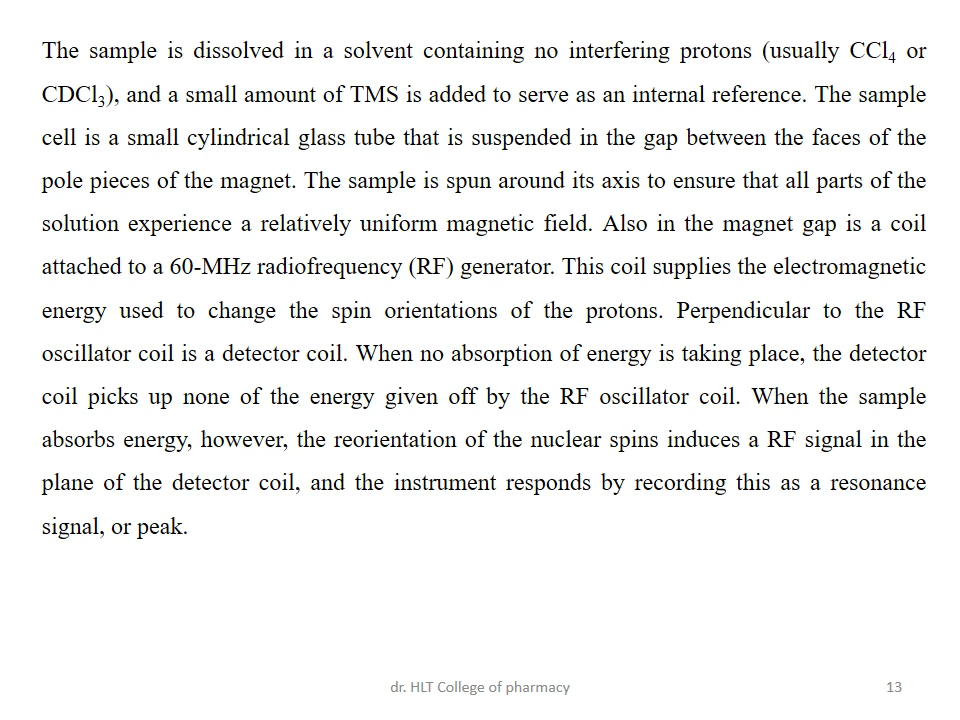 The sample is dissolved in a solvent containing no interfering protons (usually CCl₄ or
CDCl₃), and a small amount of TMS is added to serve as an internal reference. The sample
cell is a small cylindrical glass tube that is suspended in the gap between the faces of the
pole pieces of the magnet. The sample is spun around its axis to ensure that all parts of the
solution experience a relatively uniform magnetic field. Also in the magnet gap is a coil
attached to a 60-MHz radiofrequency (RF) generator. This coil supplies the electromagnetic
energy used to change the spin orientations of the protons. Perpendicular to the RF
oscillator coil is a detector coil. When no absorption of energy is taking place, the detector
coil picks up none of the energy given off by the RF oscillator coil. When the sample
absorbs energy, however, the reorientation of the nuclear spins induces a RF signal in the
plane of the detector coil, and the instrument responds by recording this as a resonance
signal, or peak.
dr. HLT College of pharmacy
13